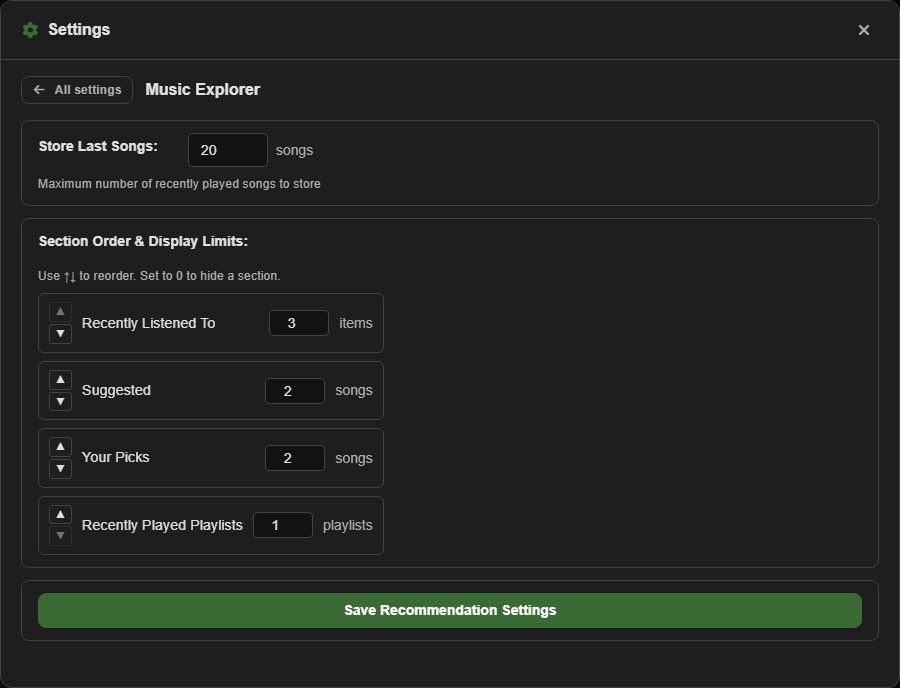 Settings
All settings
Music Explorer
Store Last Songs: 20 songs
Maximum number of recently played songs to store
Section Order & Display Limits:
Use ↑↓ to reorder. Set to 0 to hide a section.
Recently Listened To 3 items
Suggested 2 songs
Your Picks 2 songs
Recently Played Playlists 1 playlists
Save Recommendation Settings